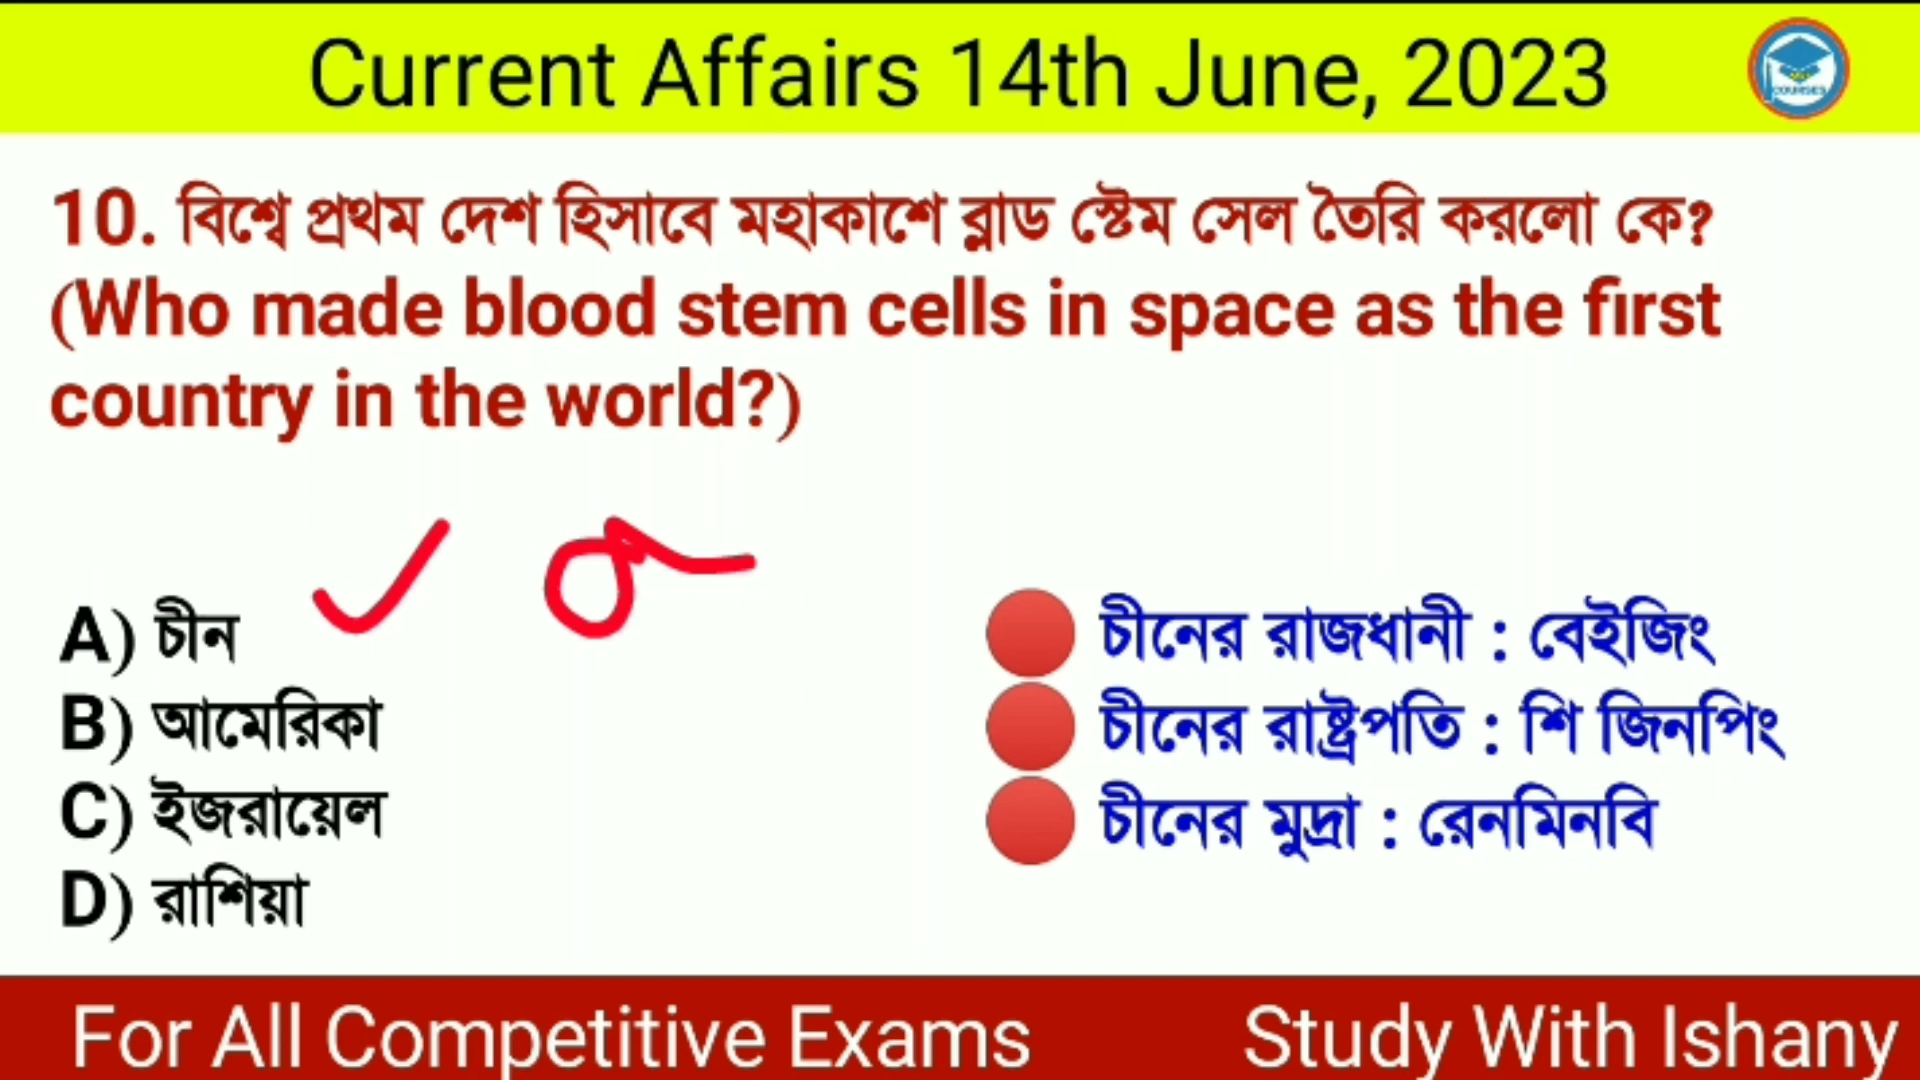 Current Affairs 14th June, 2023
COURSES
10. বিশ্বে প্রথম দেশ হিসাবে মহাকাশে ব্লাড স্টেম সেল তৈরি করলো কে?
(Who made blood stem cells in space as the first
country in the world?)
A) চীন
B) আমেরিকা
C) ইজরায়েল
D) রাশিয়া
চীনের রাজধানী : বেইজিং
চীনের রাষ্ট্রপতি : শি জিনপিং
চীনের মুদ্রা : রেনমিনবি
For All Competitive Exams
Study With Ishany